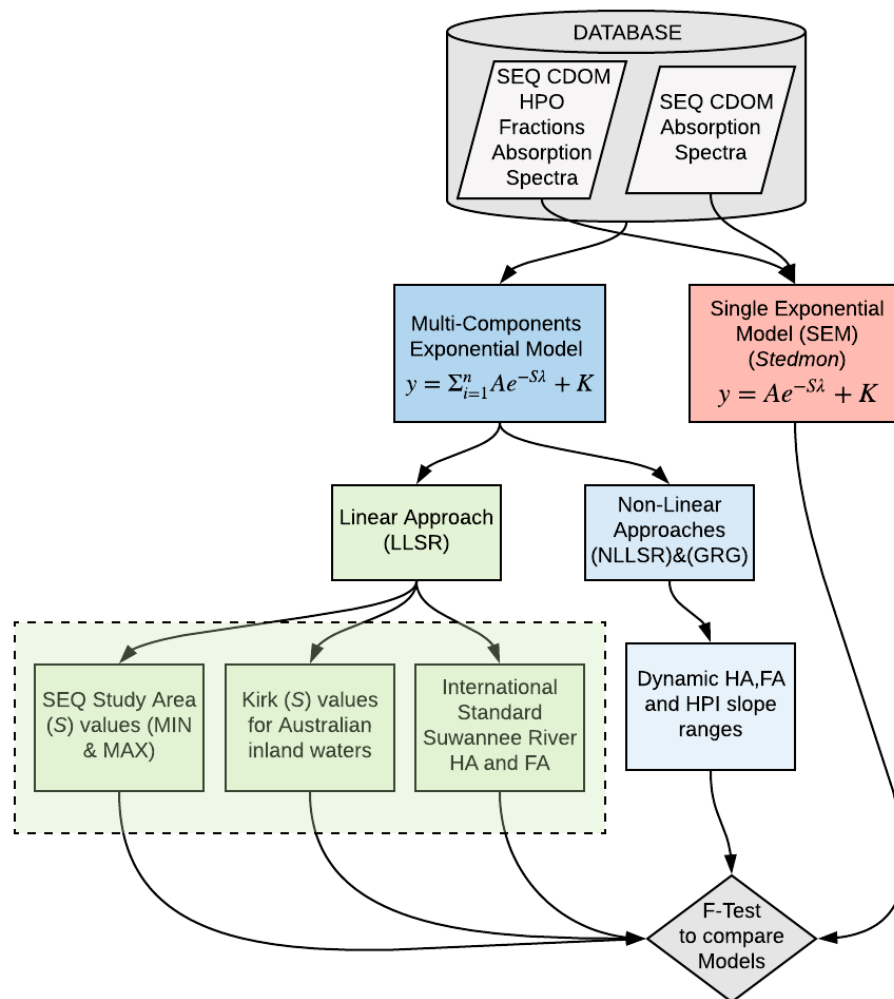 DATABASE
SEQ CDOM
HPO
Fractions
Absorption
Spectra
SEQ CDOM
Absorption
Spectra
Multi-Components
Exponential Model
y = Σⁿᵢ₌₁ Ae^{-Sλ} + K
Single Exponential
Model (SEM)
(Stedmon)
y = Ae^{-Sλ} + K
Linear Approach
(LLSR)
Non-Linear
Approaches
(NLLSR)&(GRG)
SEQ Study Area
(S) values (MIN
& MAX)
Kirk (S) values
for Australian
inland waters
International
Standard
Suwannee River
HA and FA
Dynamic HA,FA
and HPI slope
ranges
F-Test
to compare
Models